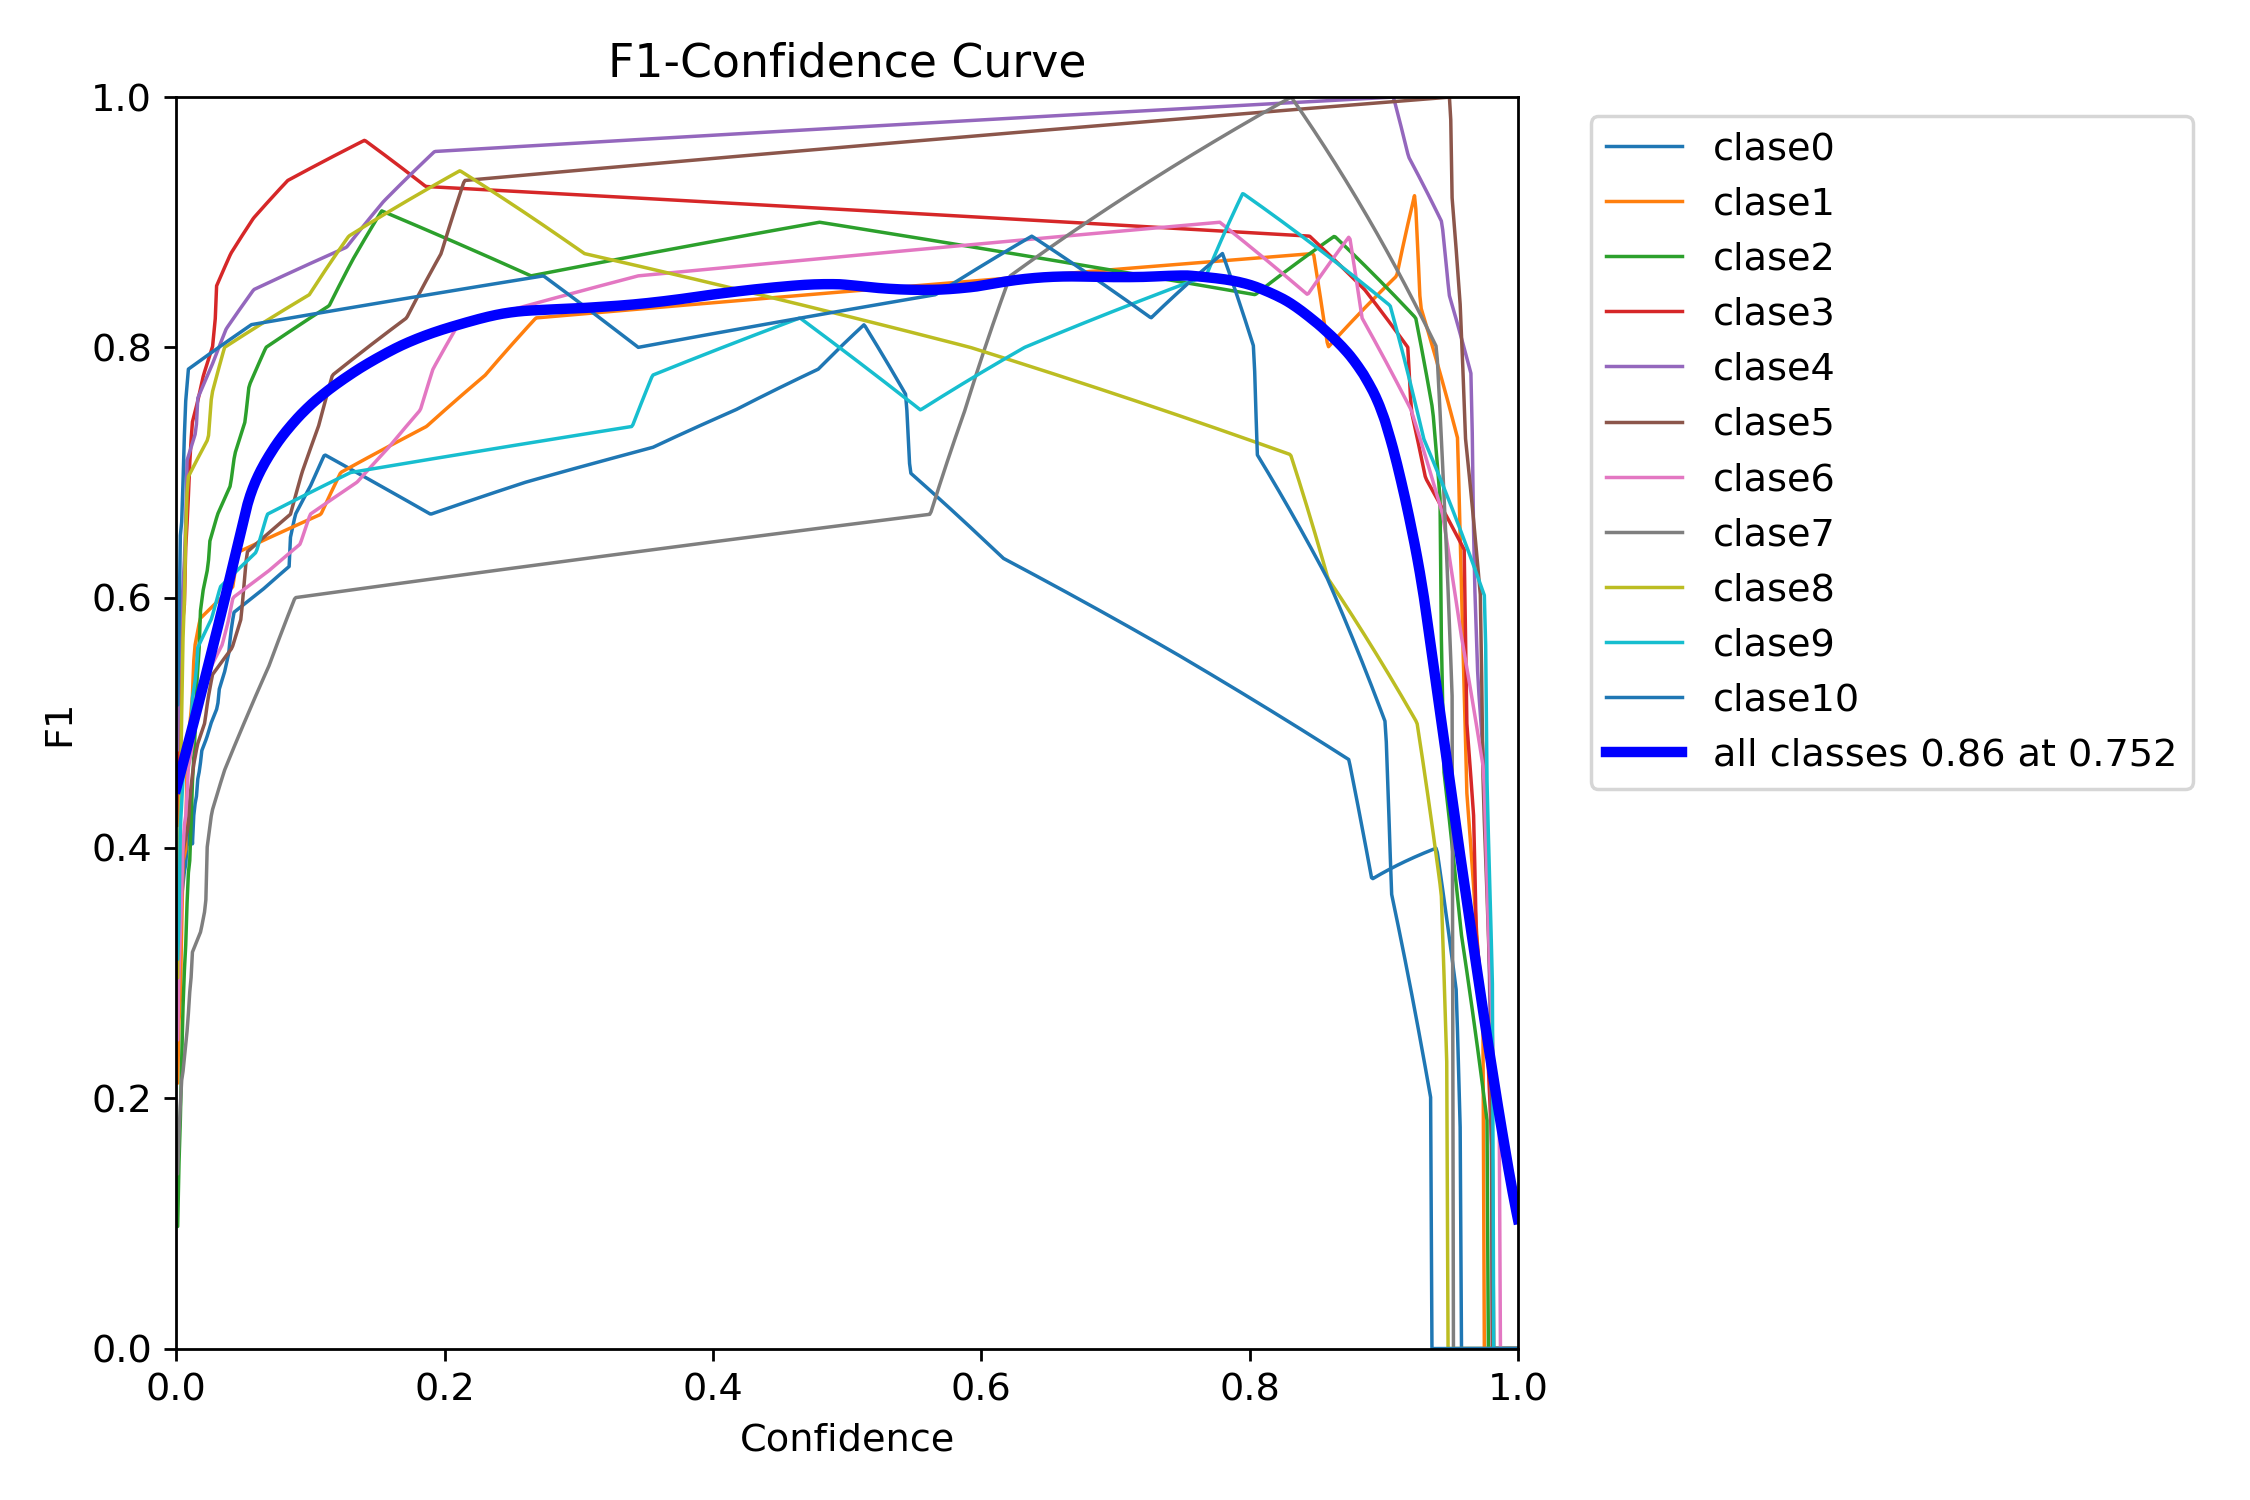 F1-Confidence Curve
1.0
0.8
0.6
0.4
0.2
0.0
F1
0.0 0.2 0.4 0.6 0.8 1.0
Confidence
clase0
clase1
clase2
clase3
clase4
clase5
clase6
clase7
clase8
clase9
clase10
all classes 0.86 at 0.752